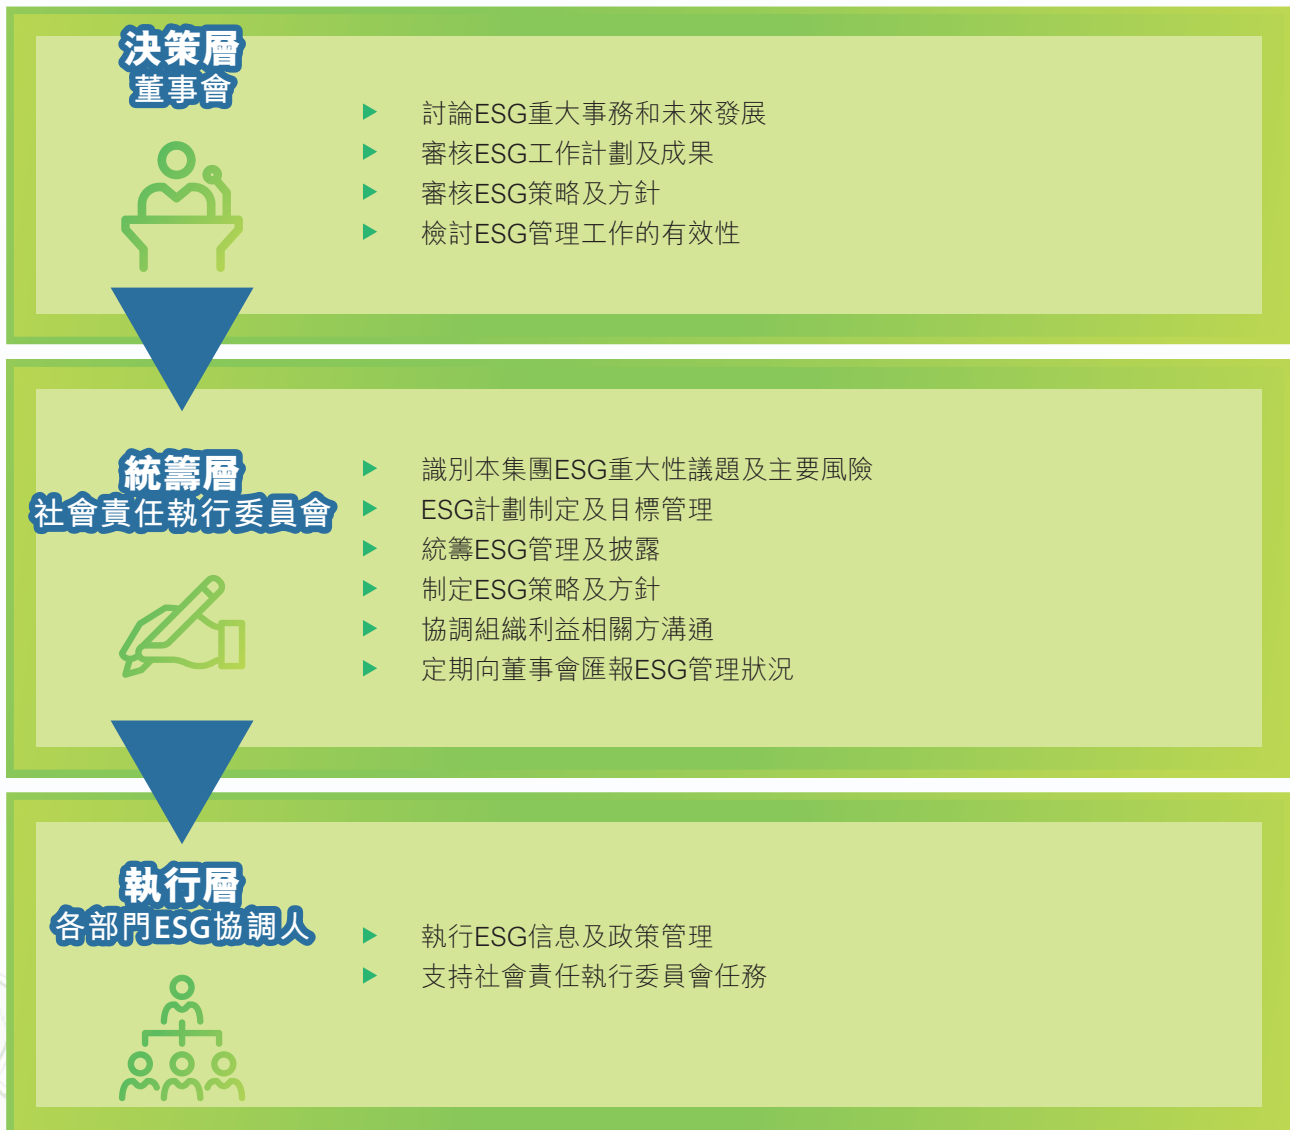 決策層
董事會
討論ESG重大事務和未來發展
審核ESG工作計劃及成果
審核ESG策略及方針
檢討ESG管理工作的有效性
統籌層
社會責任執行委員會
識別本集團ESG重大性議題及主要風險
ESG計劃制定及目標管理
統籌ESG管理及披露
制定ESG策略及方針
協調組織利益相關方溝通
定期向董事會匯報ESG管理狀況
執行層
各部門ESG協調人
執行ESG信息及政策管理
支持社會責任執行委員會任務